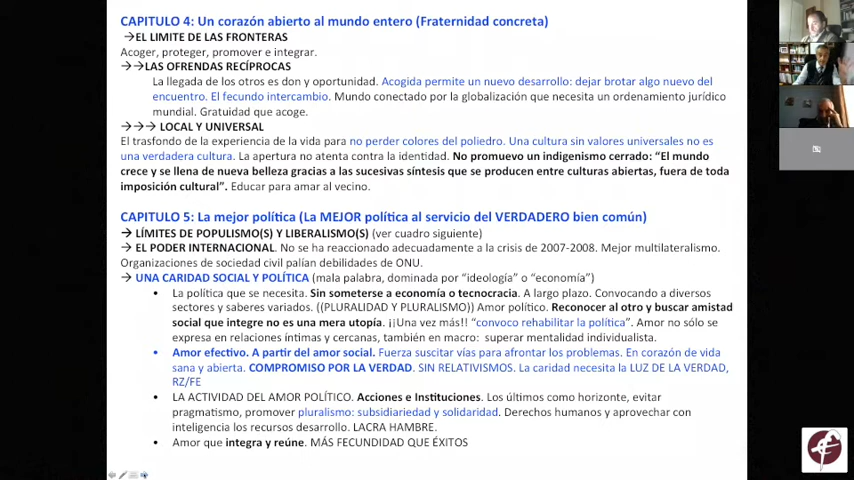 CAPITULO 4: Un corazón abierto al mundo entero (Fraternidad concreta)
→EL LIMITE DE LAS FRONTERAS
Acoger, proteger, promover e integrar.
→→LAS OFRENDAS RECÍPROCAS
La llegada de los otros es don y oportunidad. Acogida permite un nuevo desarrollo: dejar brotar algo nuevo del
encuentro. El fecundo intercambio. Mundo conectado por la globalización que necesita un ordenamiento jurídico
mundial. Gratuidad que acoge.
→→→ LOCAL Y UNIVERSAL
El trasfondo de la experiencia de la vida para no perder colores del poliedro. Una cultura sin valores universales no es
una verdadera cultura. La apertura no atenta contra la identidad. No promuevo un indigenismo cerrado: “El mundo
crece y se llena de nueva belleza gracias a las sucesivas síntesis que se producen entre culturas abiertas, fuera de toda
imposición cultural”. Educar para amar al vecino.
CAPITULO 5: La mejor política (La MEJOR política al servicio del VERDADERO bien común)
→ LÍMITES DE POPULISMO(S) Y LIBERALISMO(S) (ver cuadro siguiente)
→ EL PODER INTERNACIONAL. No se ha reaccionado adecuadamente a la crisis de 2007-2008. Mejor multilateralismo.
Organizaciones de sociedad civil palían debilidades de ONU.
→ UNA CARIDAD SOCIAL Y POLÍTICA (mala palabra, dominada por “ideología” o “economía”)
• La política que se necesita. Sin someterse a economía o tecnocracia. A largo plazo. Convocando a diversos
sectores y saberes variados. ((PLURALIDAD Y PLURALISMO)) Amor político. Reconocer al otro y buscar amistad
social que integre no es una mera utopía. ¡¡Una vez más!! “convoco rehabilitar la política”. Amor no sólo se
expresa en relaciones íntimas y cercanas, también en macro: superar mentalidad individualista.
• Amor efectivo. A partir del amor social. Fuerza suscitar vías para afrontar los problemas. En corazón de vida
sana y abierta. COMPROMISO POR LA VERDAD. SIN RELATIVISMOS. La caridad necesita la LUZ DE LA VERDAD,
RZ/FE
• LA ACTIVIDAD DEL AMOR POLÍTICO. Acciones e Instituciones. Los últimos como horizonte, evitar
pragmatismo, promover pluralismo: subsidiariedad y solidaridad. Derechos humanos y aprovechar con
inteligencia los recursos desarrollo. LACRA HAMBRE.
• Amor que integra y reúne. MÁS FECUNDIDAD QUE ÉXITOS